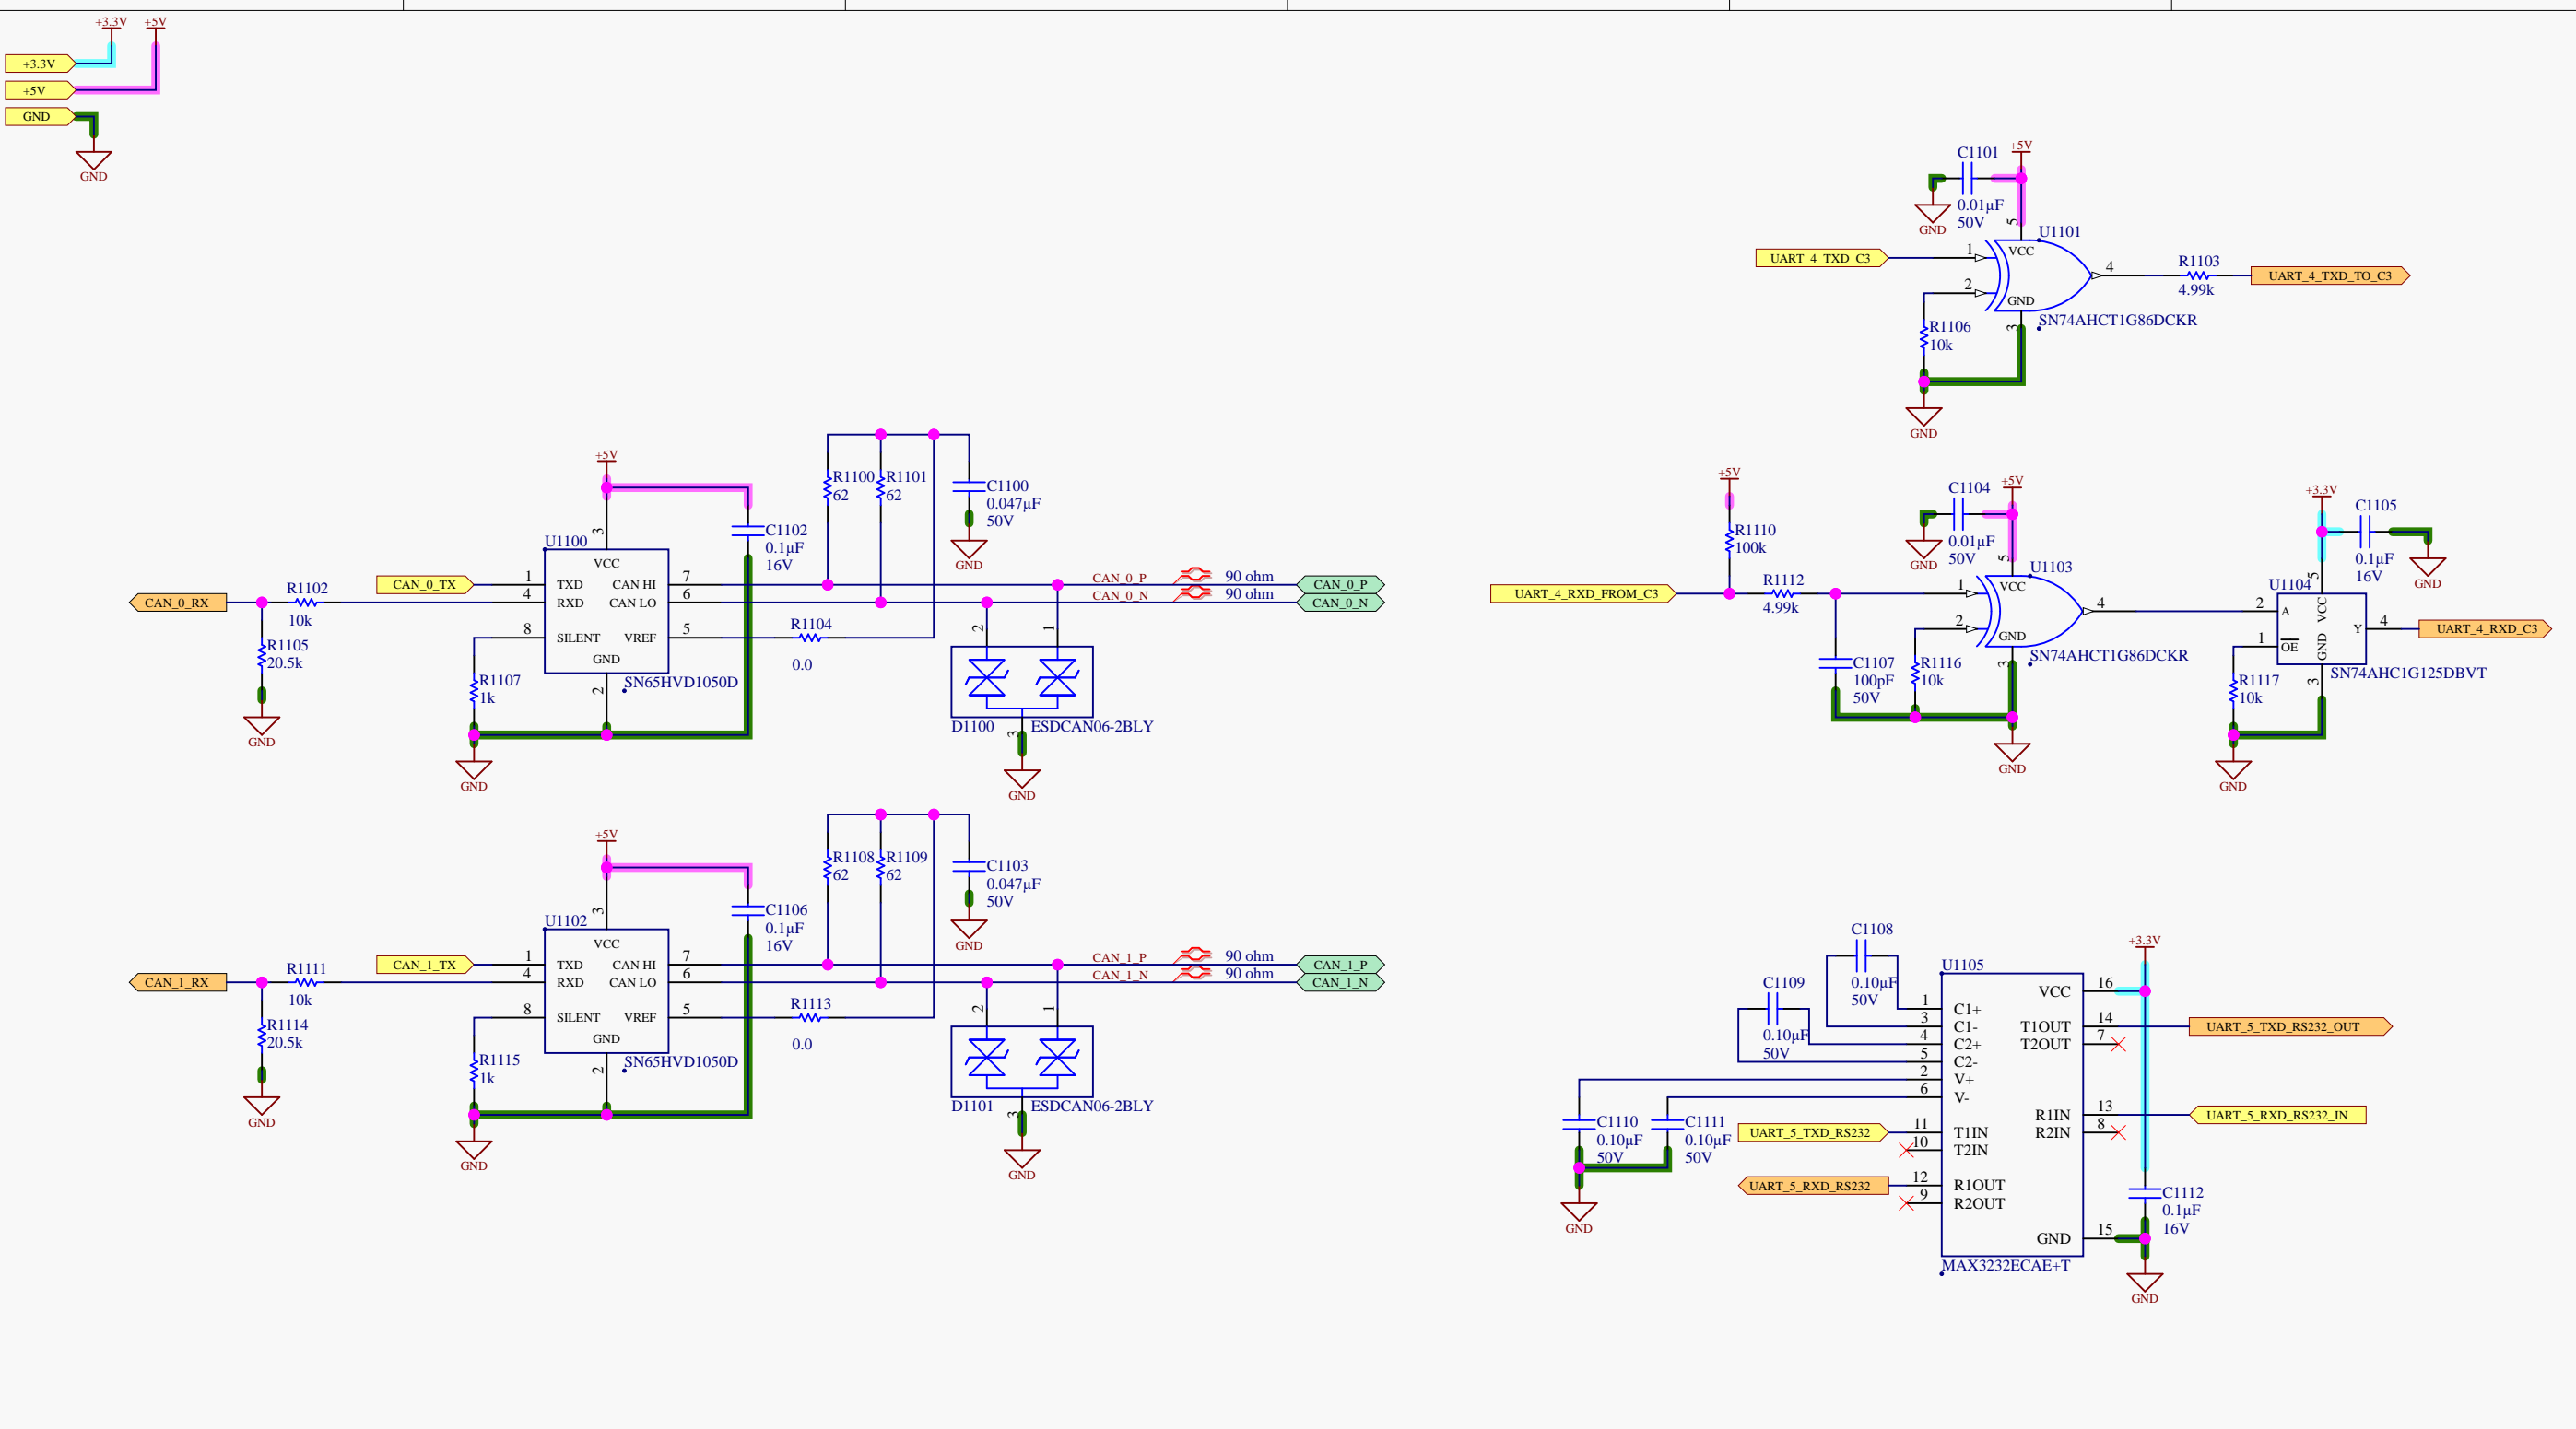 +3.3V
+5V
+3.3V
+5V
GND
GND
C1101
+5V
0.01µF
50V
GND
5
U1101
UART_4_TXD_C3
1
VCC
4
R1103
UART_4_TXD_TO_C3
2
4.99k
GND
R1106
10k
3
SN74AHCT1G86DCKR
GND
+5V
R1100
62
R1101
62
C1100
0.047µF
50V
GND
3
C1102
0.1µF
16V
U1100
VCC
CAN_0_RX
R1102
10k
CAN_0_TX
1
TXD
CAN HI
7
4
RXD
CAN LO
6
CAN_0_P
90 ohm
CAN_0_P
CAN_0_N
90 ohm
CAN_0_N
R1105
20.5k
8
SILENT
VREF
5
R1104
0.0
2
1
GND
R1107
1k
2
SN65HVD1050D
D1100
3
ESDCAN06-2BLY
GND
GND
GND
+5V
R1110
100k
C1104
+5V
0.01µF
50V
GND
5
U1103
UART_4_RXD_FROM_C3
R1112
4.99k
1
VCC
4
2
GND
C1107
100pF
50V
R1116
10k
3
SN74AHCT1G86DCKR
GND
+3.3V
C1105
0.1µF
16V
GND
U1104
5
2
A
VCC
Y
4
UART_4_RXD_C3
1
OE
GND
R1117
10k
3
SN74AHC1G125DBVT
GND
+5V
R1108
62
R1109
62
C1103
0.047µF
50V
GND
3
C1106
0.1µF
16V
U1102
VCC
CAN_1_RX
R1111
10k
CAN_1_TX
1
TXD
CAN HI
7
4
RXD
CAN LO
6
CAN_1_P
90 ohm
CAN_1_P
CAN_1_N
90 ohm
CAN_1_N
R1114
20.5k
8
SILENT
VREF
5
R1113
0.0
2
1
GND
R1115
1k
2
SN65HVD1050D
D1101
3
ESDCAN06-2BLY
GND
GND
GND
C1108
0.10µF
50V
C1109
0.10µF
50V
U1105
+3.3V
VCC
16
1
C1+
3
C1-
T1OUT
14
UART_5_TXD_RS232_OUT
4
C2+
T2OUT
7
5
C2-
2
V+
6
V-
C1110
0.10µF
50V
C1111
0.10µF
50V
R1IN
13
UART_5_RXD_RS232_IN
R2IN
8
UART_5_TXD_RS232
11
T1IN
10
T2IN
UART_5_RXD_RS232
12
R1OUT
9
R2OUT
GND
C1112
0.1µF
16V
GND
15
MAX3232ECAE+T
GND